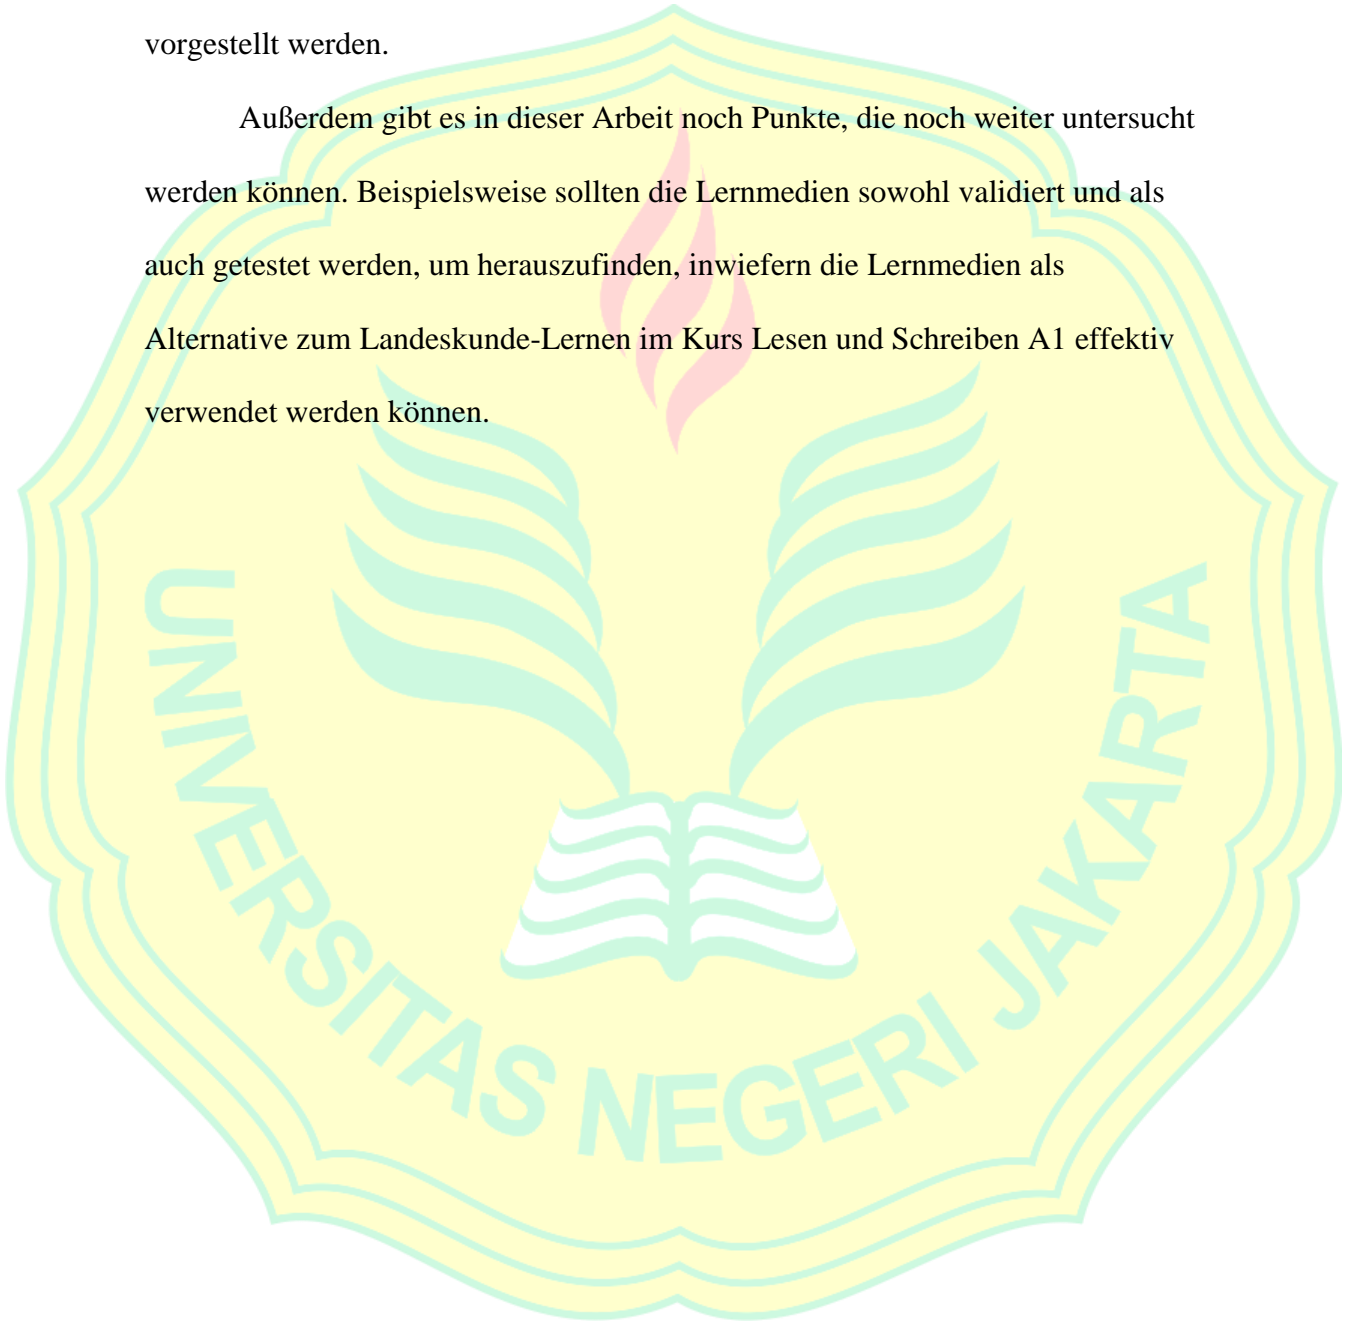 vorgestellt werden.
Außerdem gibt es in dieser Arbeit noch Punkte, die noch weiter untersucht
werden können. Beispielsweise sollten die Lernmedien sowohl validiert und als
auch getestet werden, um herauszufinden, inwiefern die Lernmedien als
Alternative zum Landeskunde-Lernen im Kurs Lesen und Schreiben A1 effektiv
verwendet werden können.
UNIVERSITAS NEGERI JAKARTA